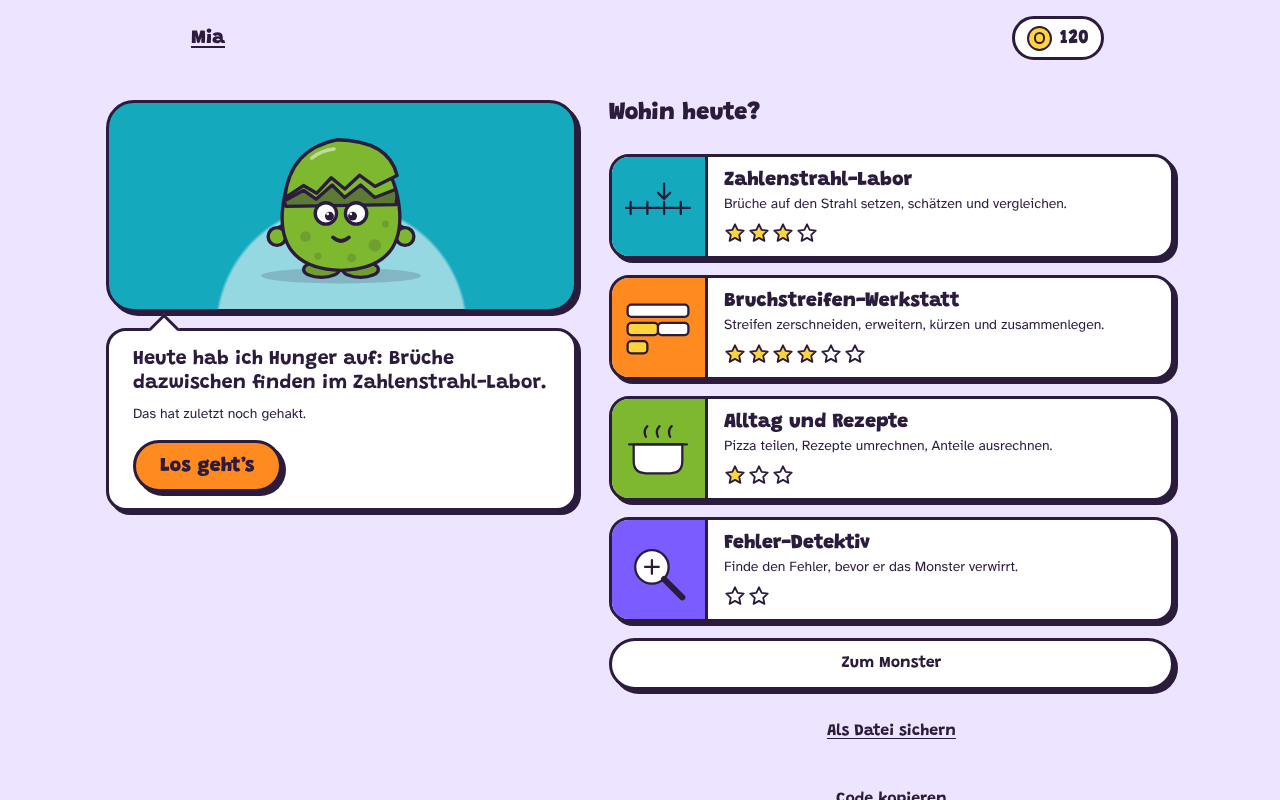 Mia
120
Heute hab ich Hunger auf: Brüche
dazwischen finden im Zahlenstrahl-Labor.
Das hat zuletzt noch gehakt.
Los geht’s
Wohin heute?
Zahlenstrahl-Labor
Brüche auf den Strahl setzen, schätzen und vergleichen.
Bruchstreifen-Werkstatt
Streifen zerschneiden, erweitern, kürzen und zusammenlegen.
Alltag und Rezepte
Pizza teilen, Rezepte umrechnen, Anteile ausrechnen.
Fehler-Detektiv
Finde den Fehler, bevor er das Monster verwirrt.
Zum Monster
Als Datei sichern
Code kopieren